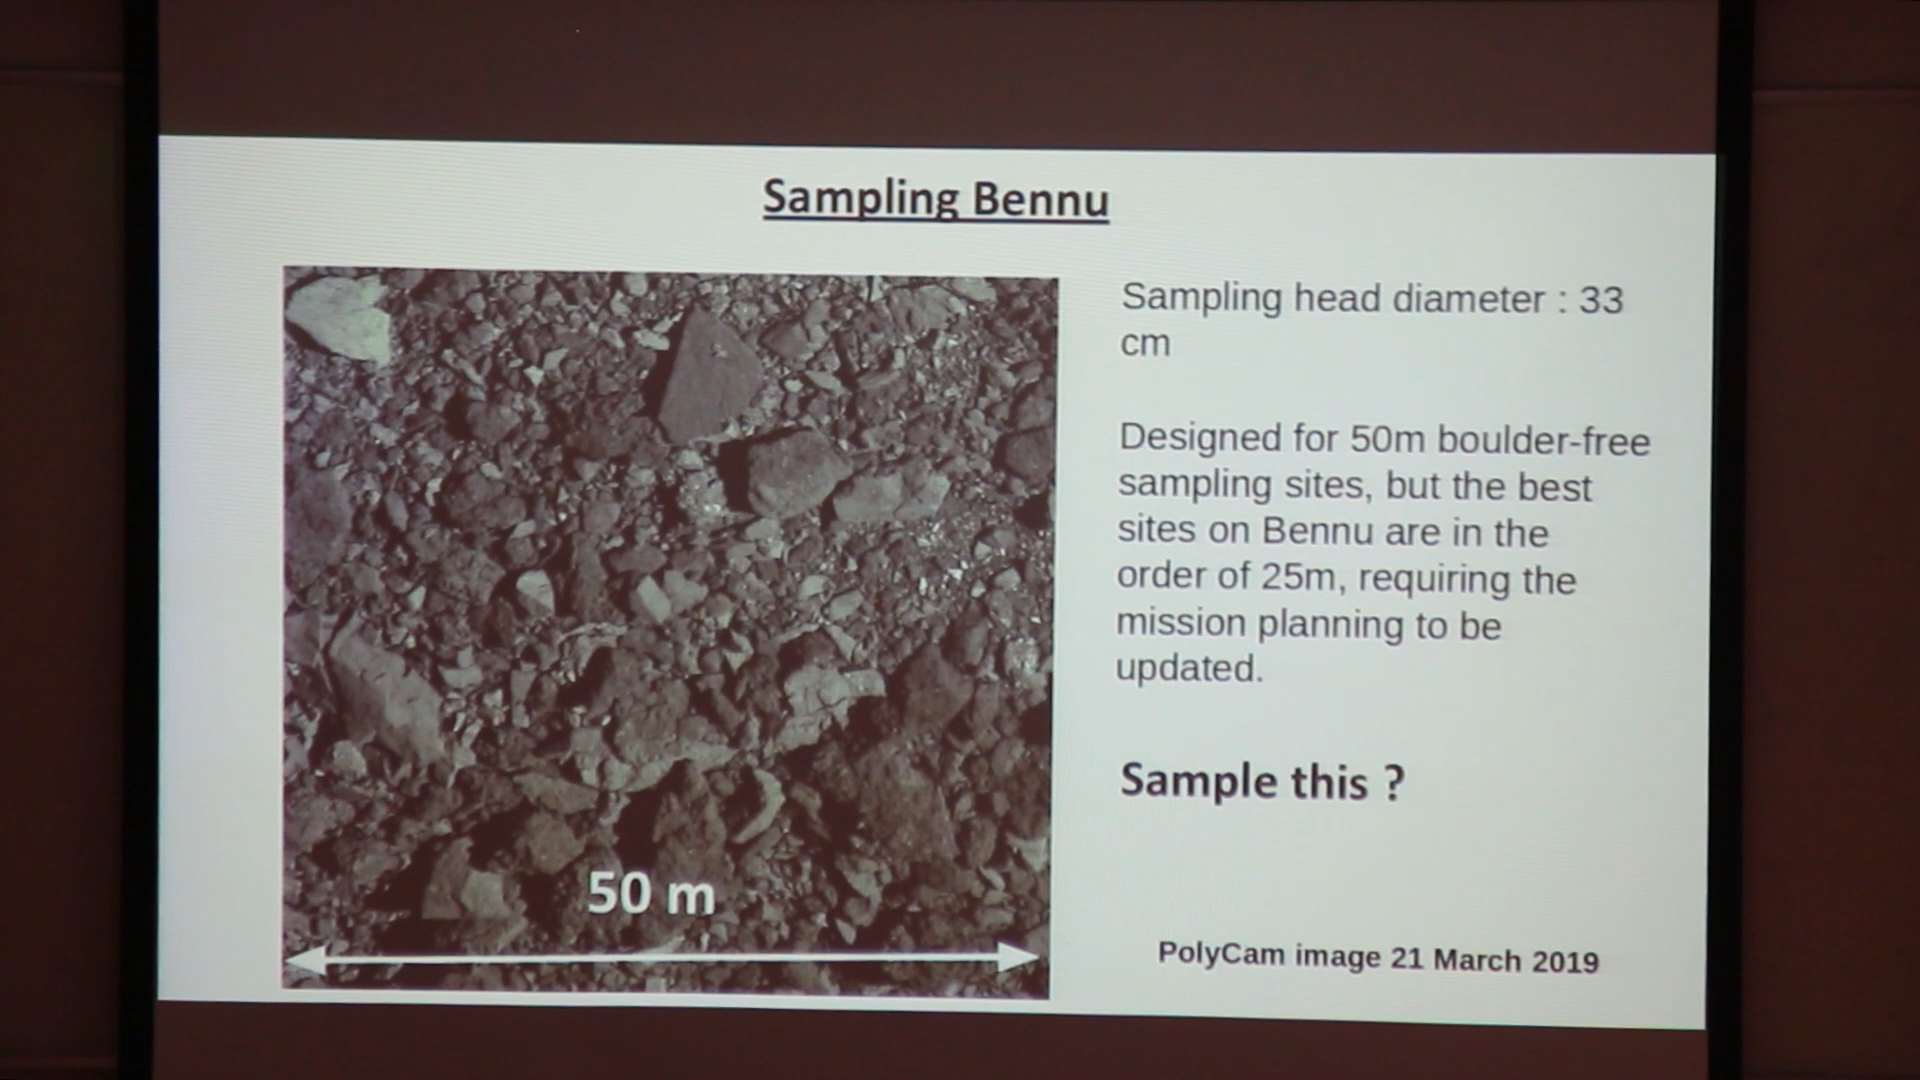 Sampling Bennu
Sampling head diameter : 33
cm
Designed for 50m boulder-free
sampling sites, but the best
sites on Bennu are in the
order of 25m, requiring the
mission planning to be
updated.
Sample this ?
50 m
PolyCam image 21 March 2019